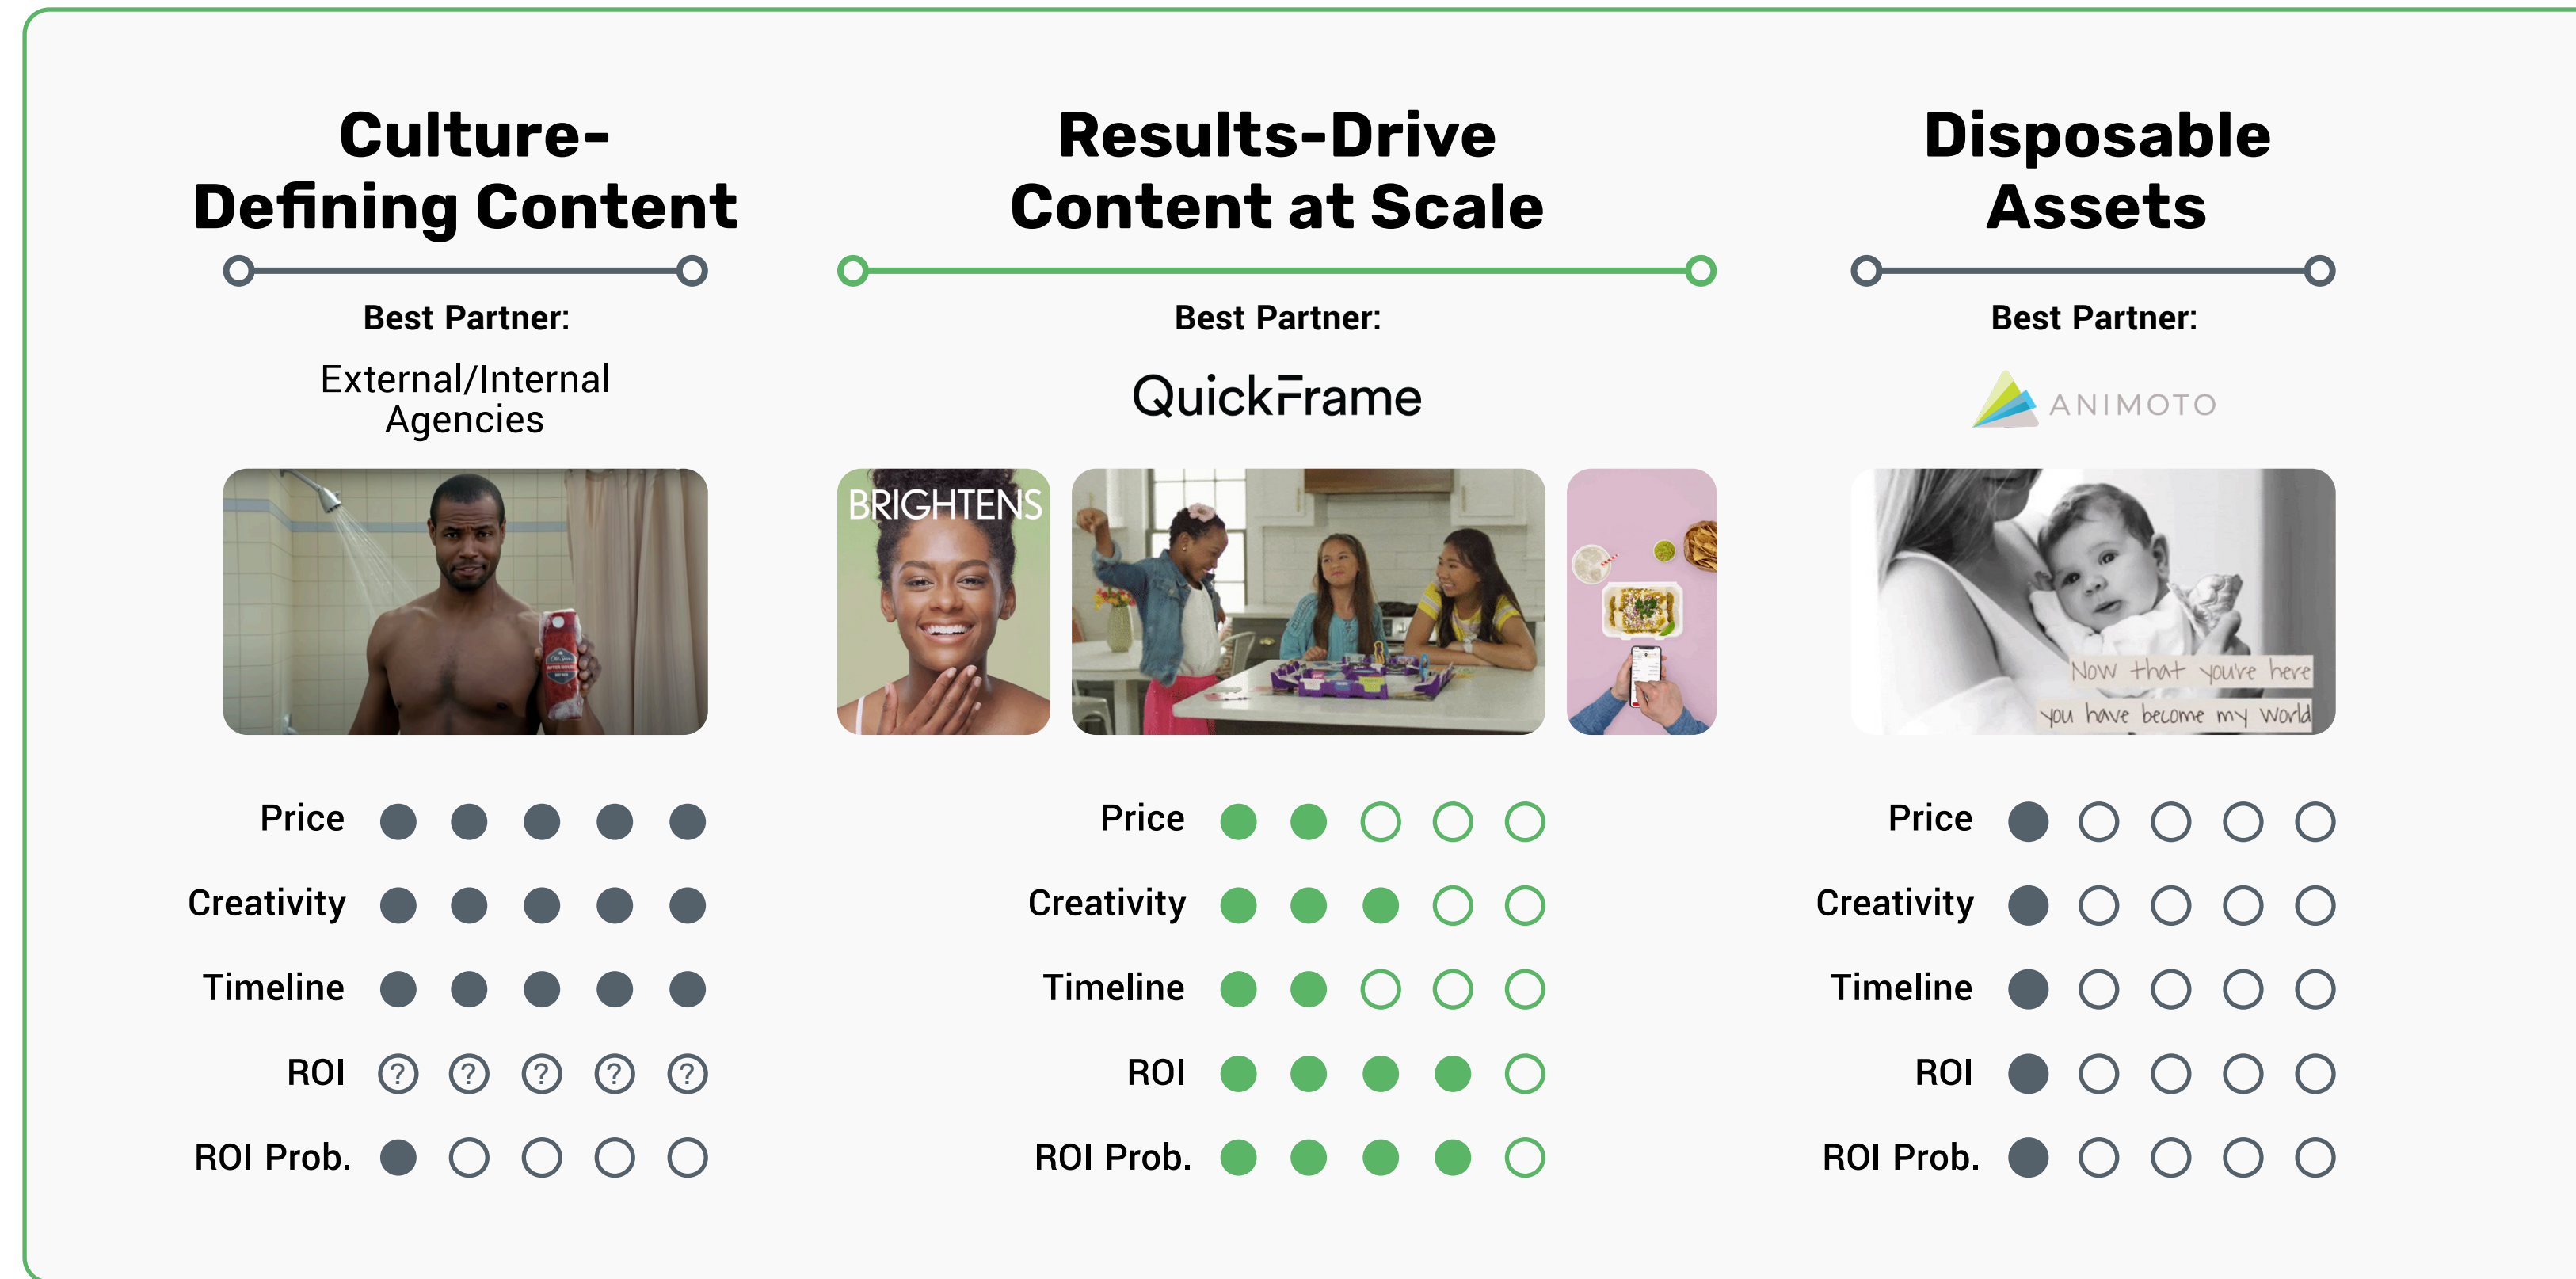 Culture-
Defining Content
Best Partner:
External/Internal
Agencies
Price
Creativity
Timeline
ROI
? ? ? ? ?
ROI Prob.
Results-Drive
Content at Scale
Best Partner:
QuickFrame
BRIGHTENS
Price
Creativity
Timeline
ROI
ROI Prob.
Disposable
Assets
Best Partner:
ANIMOTO
Now that you're here
you have become my world
Price
Creativity
Timeline
ROI
ROI Prob.